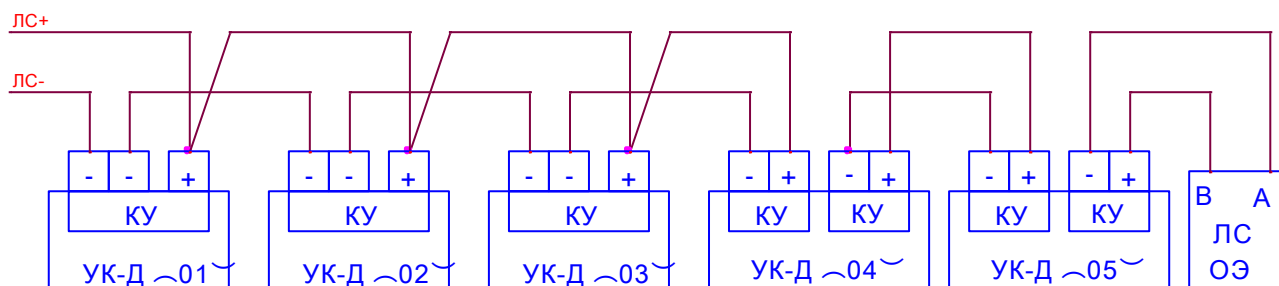 ЛС+
ЛС-
- - + - - + - - + - + - + - + - + B A
КУ КУ КУ КУ КУ КУ КУ ЛС
УК-Д 01 УК-Д 02 УК-Д 03 УК-Д 04 УК-Д 05 ОЭ